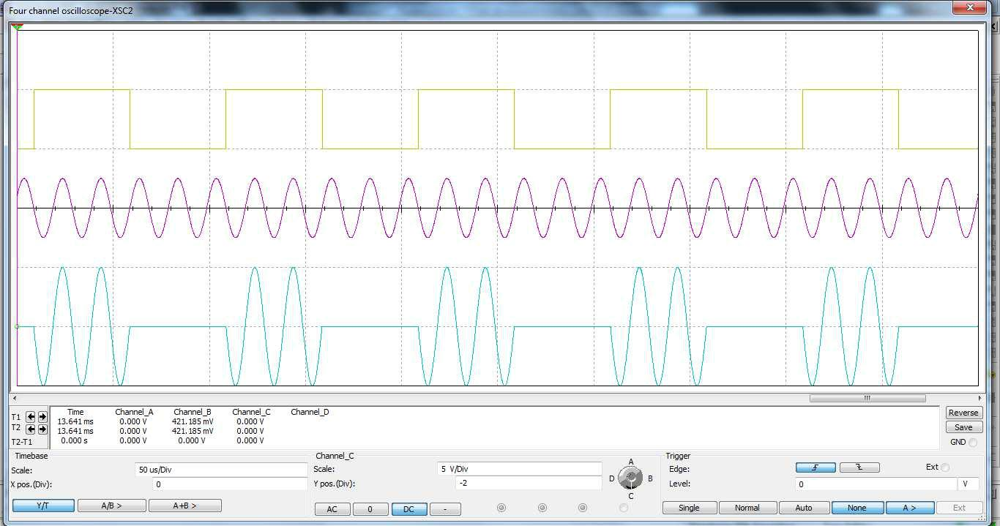 Four channel oscilloscope-XSC2
Time Channel_A Channel_B Channel_C Channel_D
T1 13.641 ms 0.000 V 421.185 mV 0.000 V
T2 13.641 ms 0.000 V 421.185 mV 0.000 V
T2-T1 0.000 s 0.000 V 0.000 V 0.000 V
Reverse
Save
GND
Timebase
Scale: 50 us/Div
X pos.(Div): 0
Y/T A/B > A+B >
Channel_C
Scale: 5 V/Div
Y pos.(Div): -2
AC 0 DC -
A
D B
C
Trigger
Edge: Ext
Level: 0 V
Single Normal Auto None A > Ext